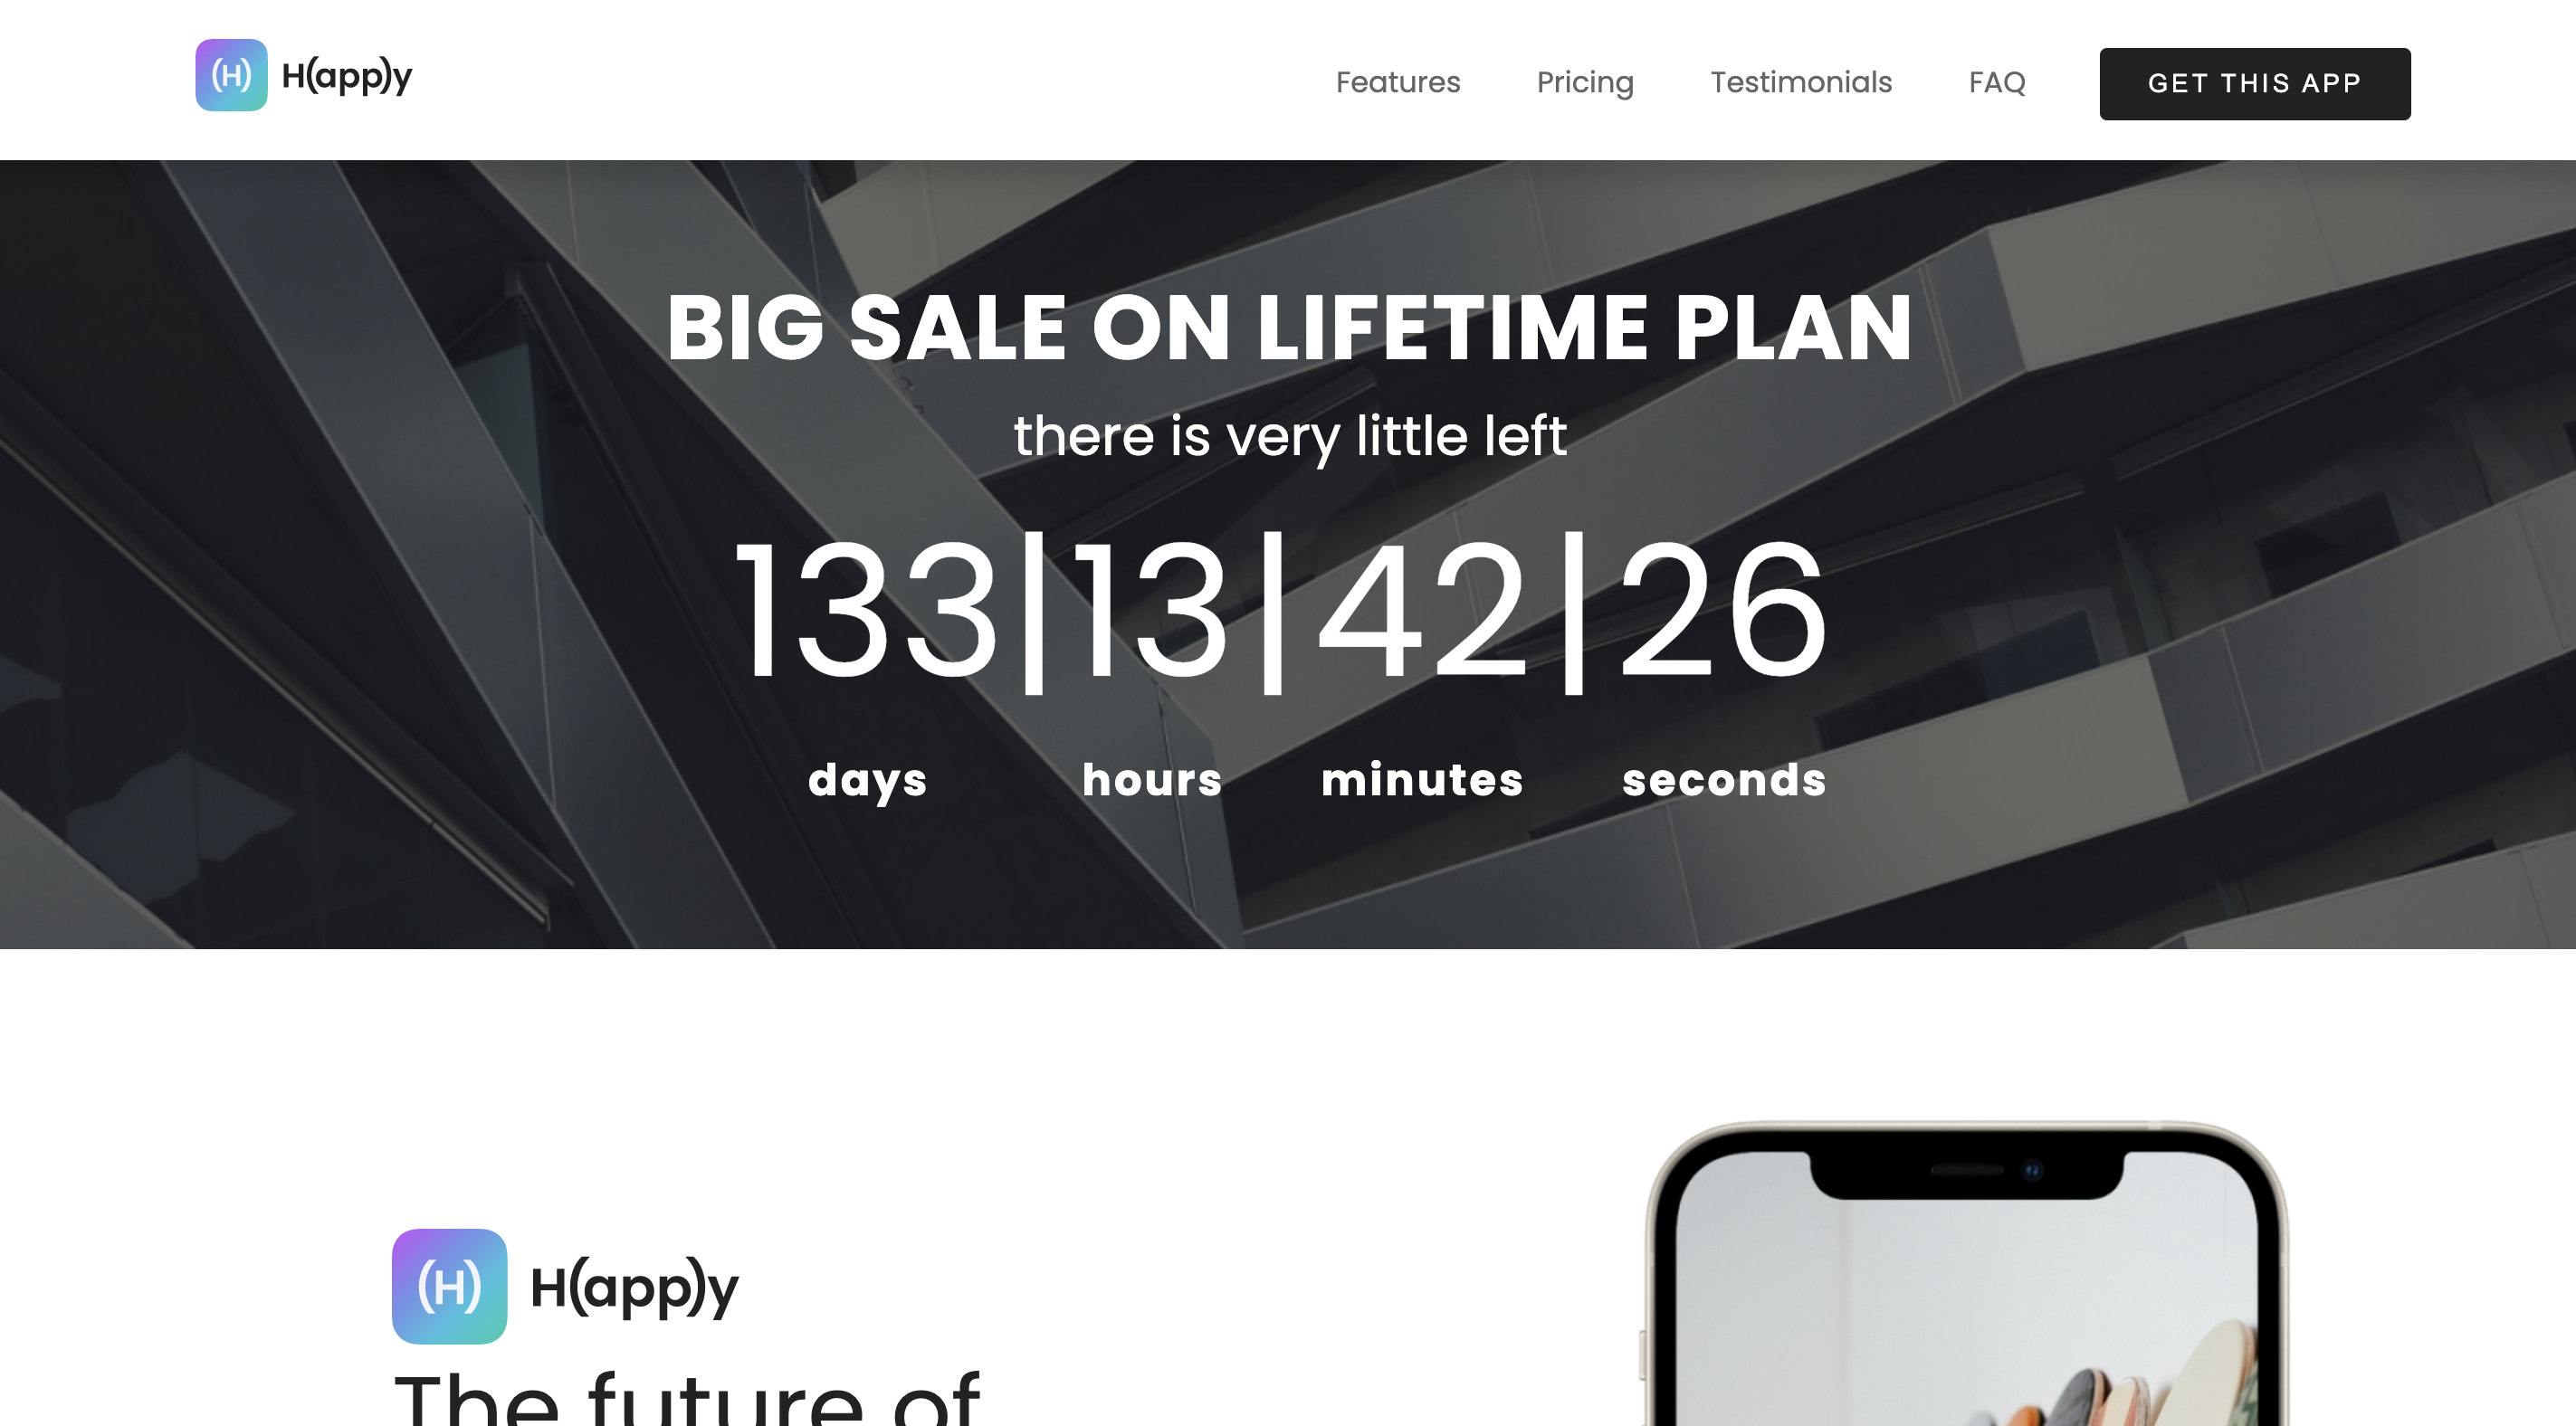 (H) H(app)y
Features Pricing Testimonials FAQ GET THIS APP
BIG SALE ON LIFETIME PLAN
there is very little left
133|13|42|26
days hours minutes seconds
(H) H(app)y
The future of